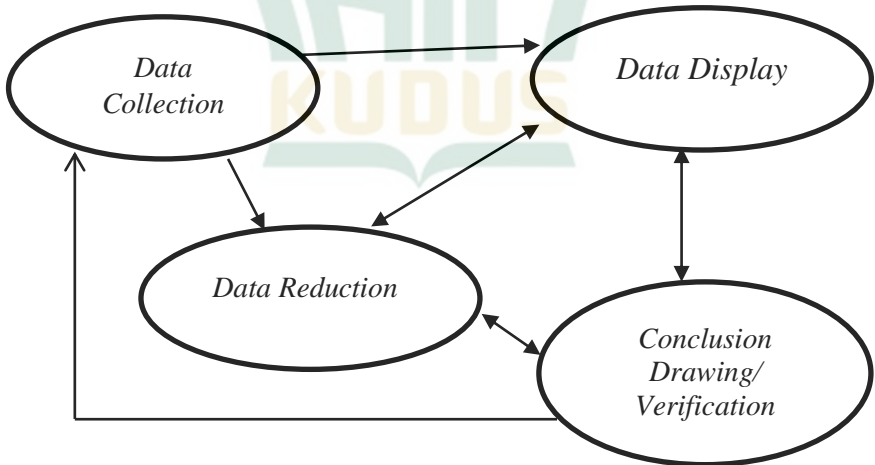 Data
Collection
Data Display
KUDUS
Data Reduction
Conclusion
Drawing/
Verification